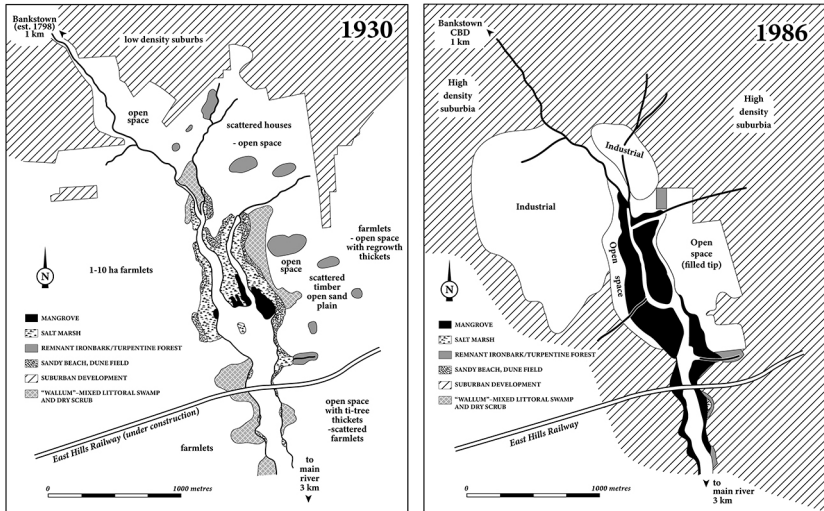 Bankstown
(est. 1798)
1 km
low density suburbs
1930
open
space
scattered houses
- open space
farmlets
- open space
with regrowth
thickets
open
space
scattered
timber
open sand
plain
1-10 ha farmlets
N
MANGROVE
SALT MARSH
REMNANT IRONBARK/TURPENTINE FOREST
SANDY BEACH, DUNE FIELD
SUBURBAN DEVELOPMENT
"WALLUM"-MIXED LITTORAL SWAMP
AND DRY SCRUB
East Hills Railway (under construction)
open space
with ti-tree
thickets
-scattered
farmlets
farmlets
to
main
river
3 km
0 1000 metres
Bankstown
CBD
1 km
1986
High
density
suburbia
High
density
suburbia
Industrial
Industrial
Open
space
Open
space
(filled tip)
N
MANGROVE
SALT MARSH
REMNANT IRONBARK/TURPENTINE FOREST
SANDY BEACH, DUNE FIELD
SUBURBAN DEVELOPMENT
"WALLUM"-MIXED LITTORAL SWAMP
AND DRY SCRUB
East Hills Railway
to
main river
3 km
0 1000 metres